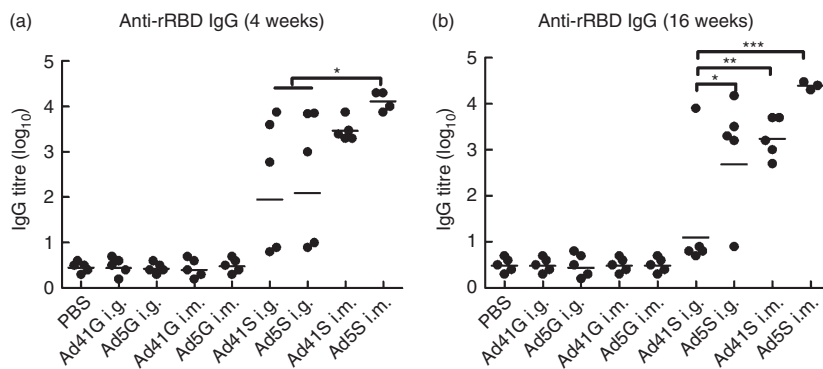 (a) Anti-rRBD IgG (4 weeks)
IgG titre (log10)
5
4
3
2
1
0
*
PBS
Ad41G i.g.
Ad5G i.g.
Ad41G i.m.
Ad5G i.m.
Ad41S i.g.
Ad5S i.g.
Ad41S i.m.
Ad5S i.m.
(b) Anti-rRBD IgG (16 weeks)
IgG titre (log10)
5
4
3
2
1
0
***
**
*
PBS
Ad41G i.g.
Ad5G i.g.
Ad41G i.m.
Ad5G i.m.
Ad41S i.g.
Ad5S i.g.
Ad41S i.m.
Ad5S i.m.